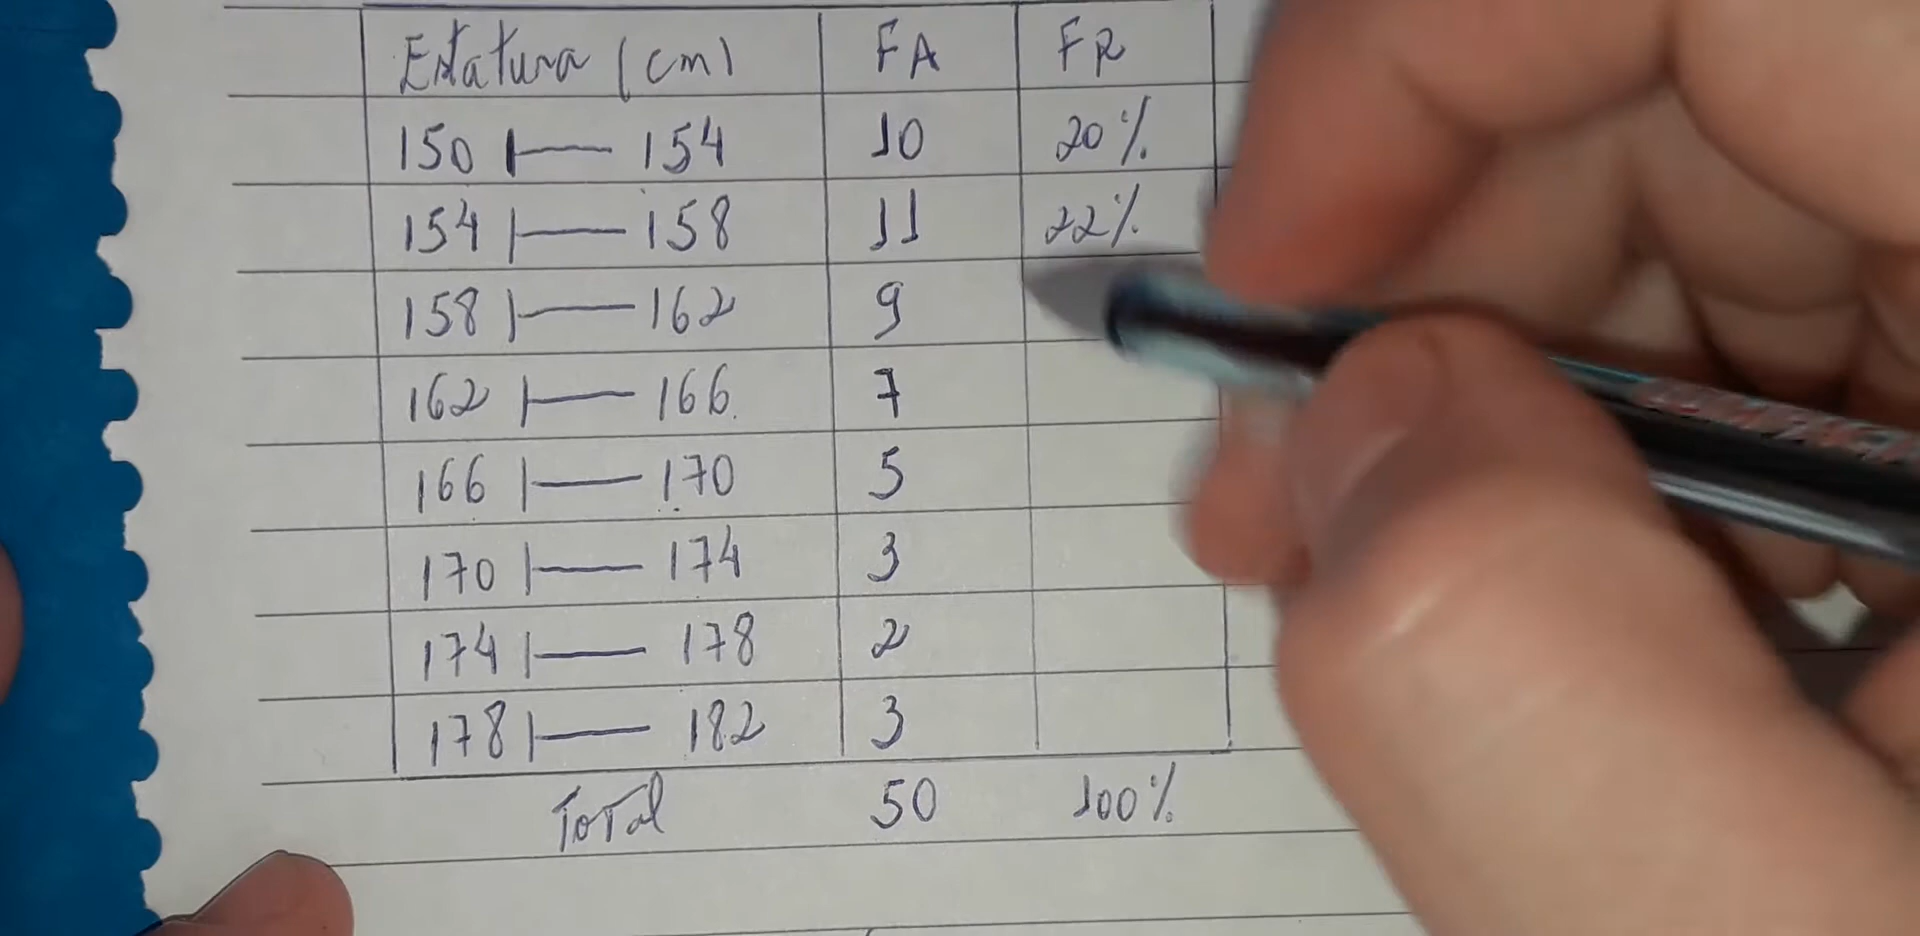 Estatura (cm) FA FR
150 |— 154 10 20%
154 |— 158 11 22%
158 |— 162 9
162 |— 166 7
166 |— 170 5
170 |— 174 3
174 |— 178 2
178 |— 182 3
Total 50 100%